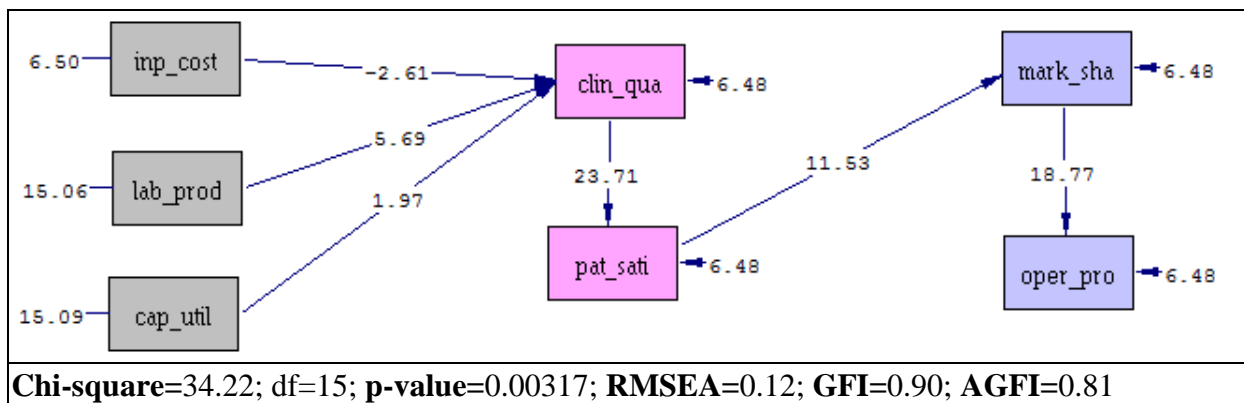 6.50 inp_cost
-2.61
clin_qua 6.48
mark_sha 6.48
5.69
15.06 lab_prod
1.97
23.71
11.53
18.77
pat_sati 6.48
oper_pro 6.48
15.09 cap_util
Chi-square=34.22; df=15; p-value=0.00317; RMSEA=0.12; GFI=0.90; AGFI=0.81